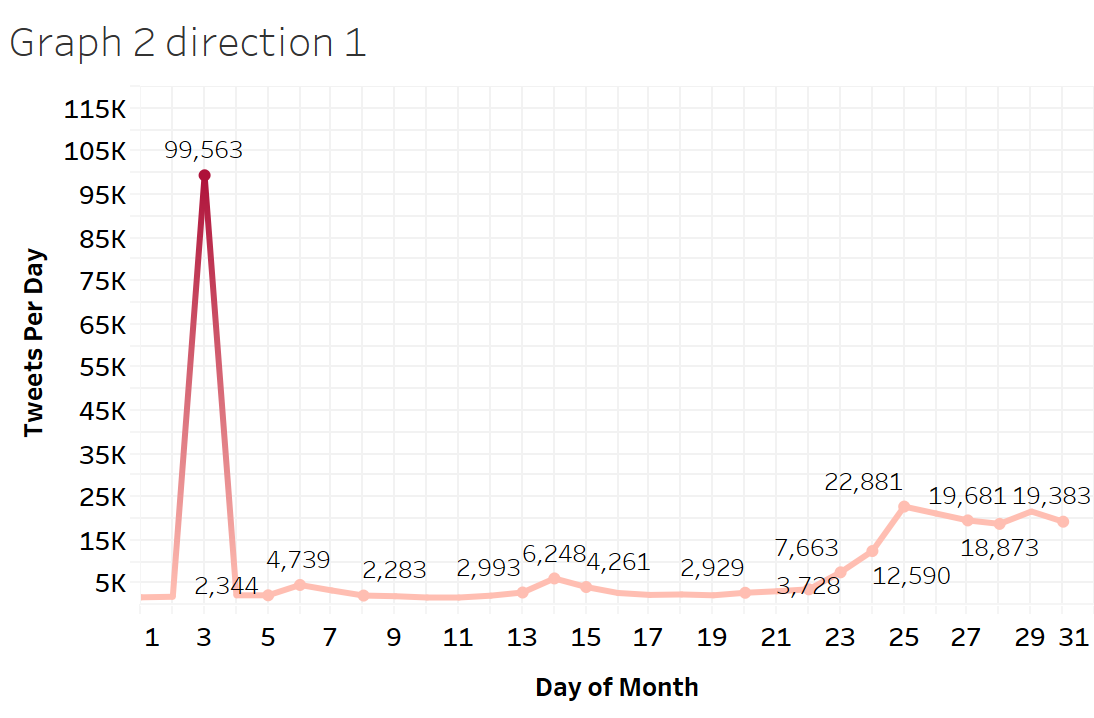 Graph 2 direction 1
115K
105K
95K
85K
75K
65K
55K
45K
35K
25K
15K
5K
Tweets Per Day
99,563
2,344
4,739
2,283
2,993
6,248
4,261
2,929
3,728
7,663
12,590
22,881
19,681
18,873
19,383
1 3 5 7 9 11 13 15 17 19 21 23 25 27 29 31
Day of Month